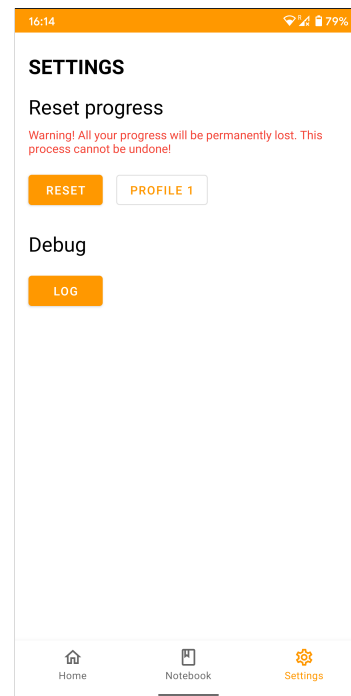 16:14
R
79%
SETTINGS
Reset progress
Warning! All your progress will be permanently lost. This
process cannot be undone!
RESET
PROFILE 1
Debug
LOG
Home
Notebook
Settings